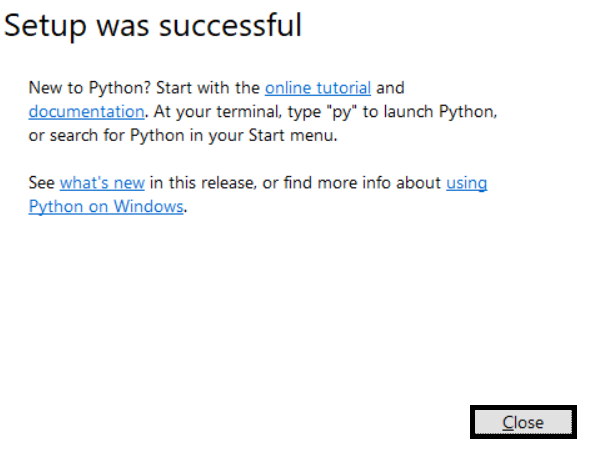 Setup was successful
New to Python? Start with the online tutorial and
documentation. At your terminal, type "py" to launch Python,
or search for Python in your Start menu.
See what's new in this release, or find more info about using
Python on Windows.
Close